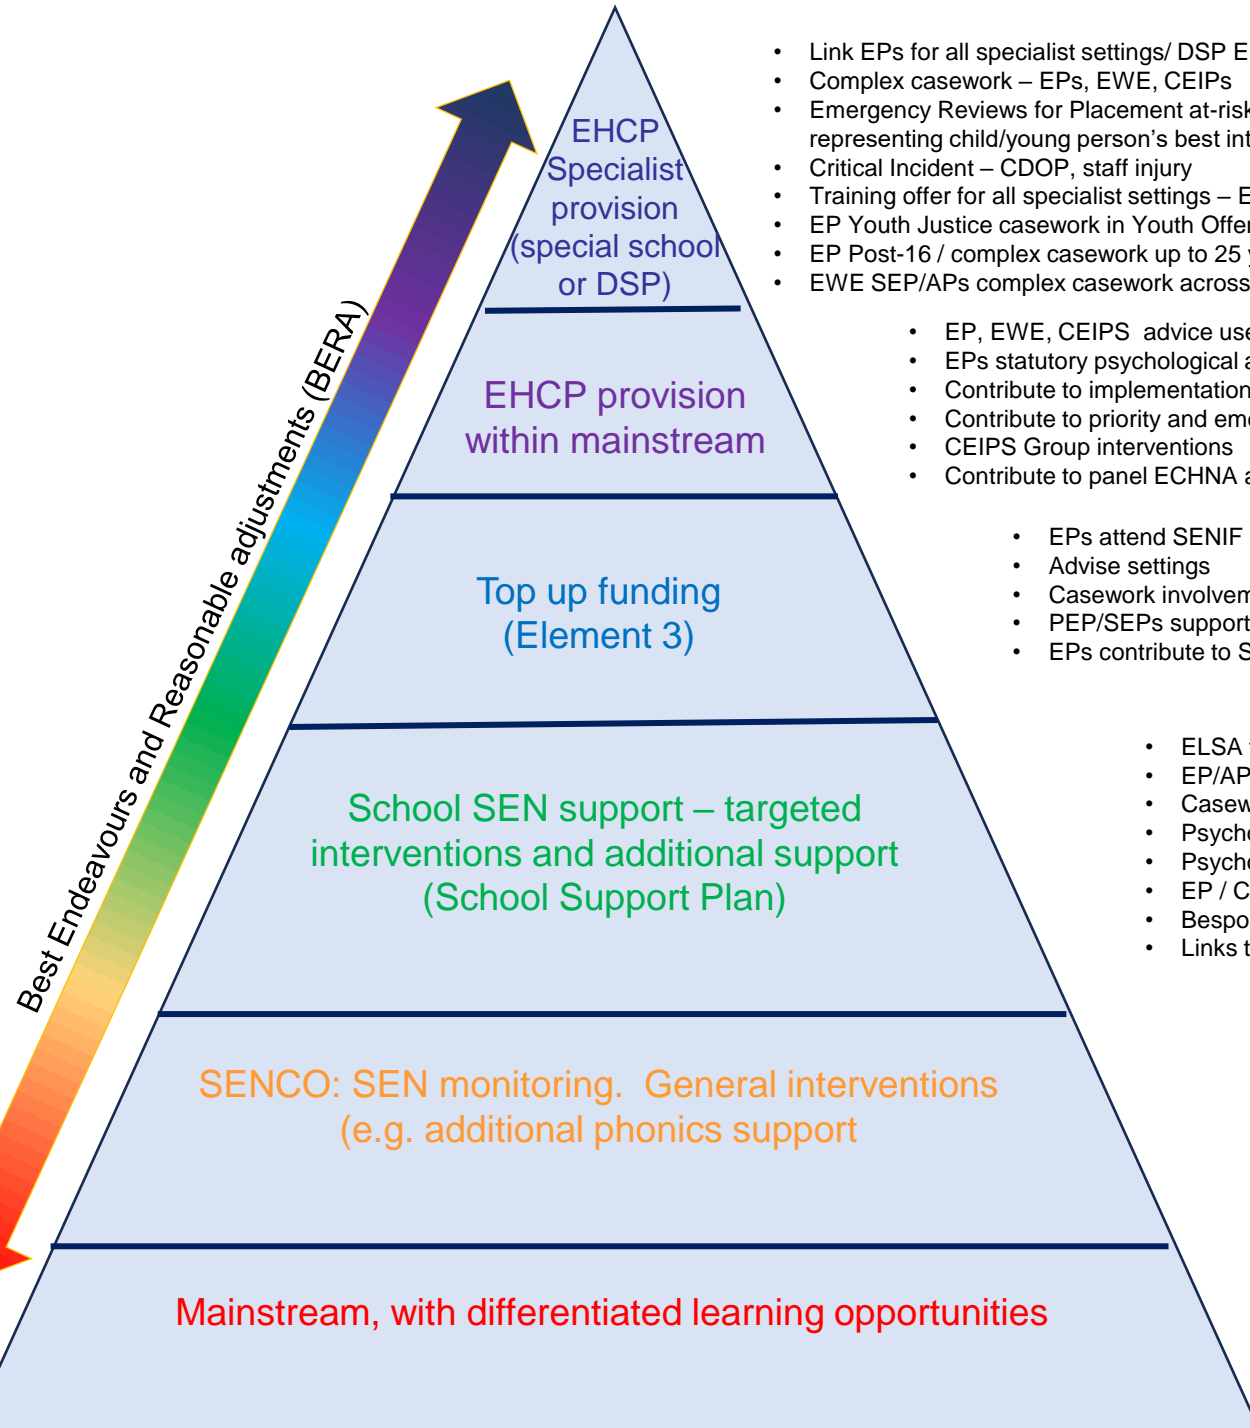 Best Endeavours and Reasonable adjustments (BERA)
EHCP
Specialist
provision
(special school
or DSP)
• Link EPs for all specialist settings/ DSP E
• Complex casework – EPs, EWE, CEIPs
• Emergency Reviews for Placement at-risk
representing child/young person's best int
• Critical Incident – CDOP, staff injury
• Training offer for all specialist settings – E
• EP Youth Justice casework in Youth Offer
• EP Post-16 / complex casework up to 25 y
• EWE SEP/APs complex casework across
EHCP provision
within mainstream
• EP, EWE, CEIPS  advice use
• EPs statutory psychological a
• Contribute to implementation
• Contribute to priority and eme
• CEIPS Group interventions
• Contribute to panel ECHNA a
Top up funding
(Element 3)
• EPs attend SENIF
• Advise settings
• Casework involvem
• PEP/SEPs support
• EPs contribute to S
School SEN support – targeted
interventions and additional support
(School Support Plan)
• ELSA
• EP/AP
• Casew
• Psycho
• Psycho
• EP / C
• Bespo
• Links t
SENCO: SEN monitoring.  General interventions
(e.g. additional phonics support
Mainstream, with differentiated learning opportunities